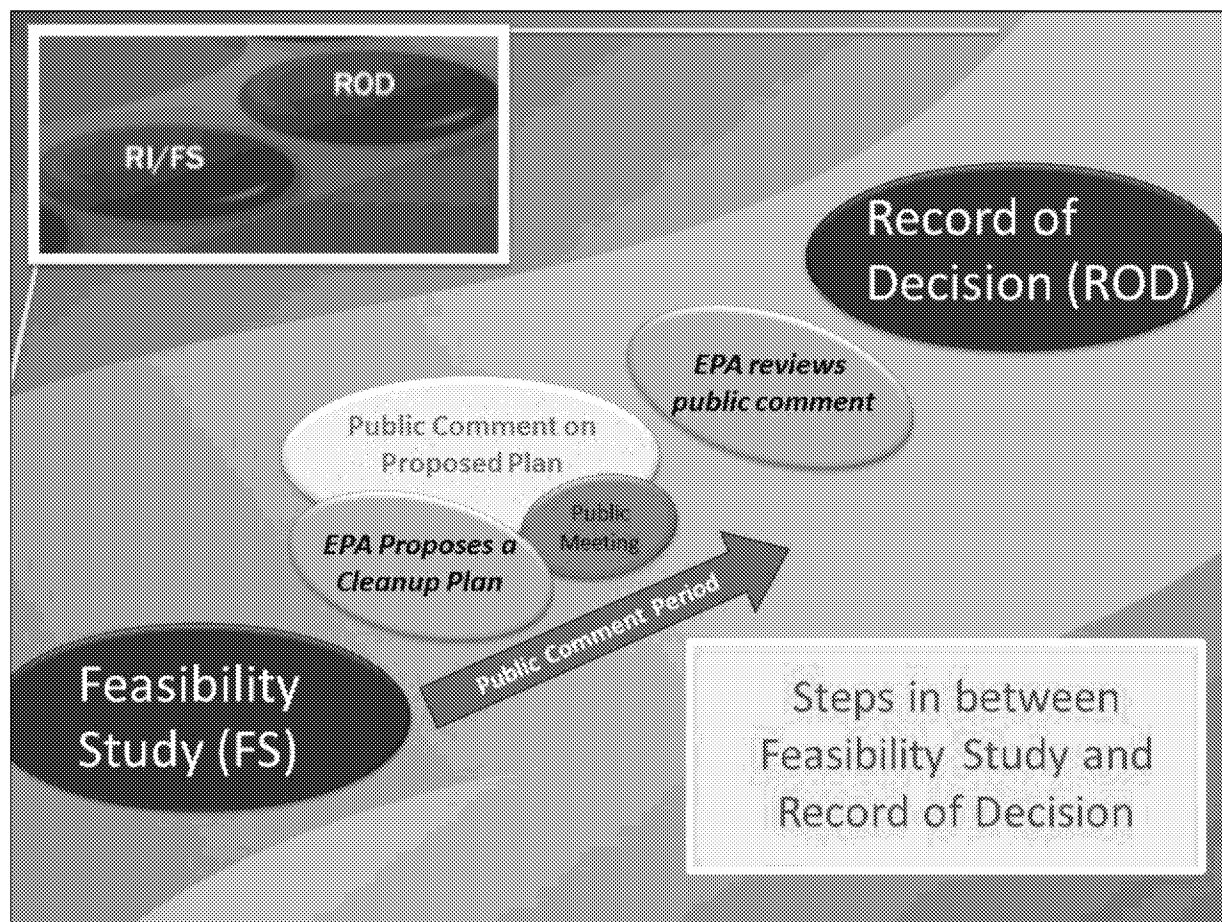 ROD
RI/FS
Record of
Decision (ROD)
EPA reviews
public comment
Public Comment on
Proposed Plan
Public
Meeting
EPA Proposes a
Cleanup Plan
Public Comment Period
Feasibility
Study (FS)
Steps in between
Feasibility Study and
Record of Decision